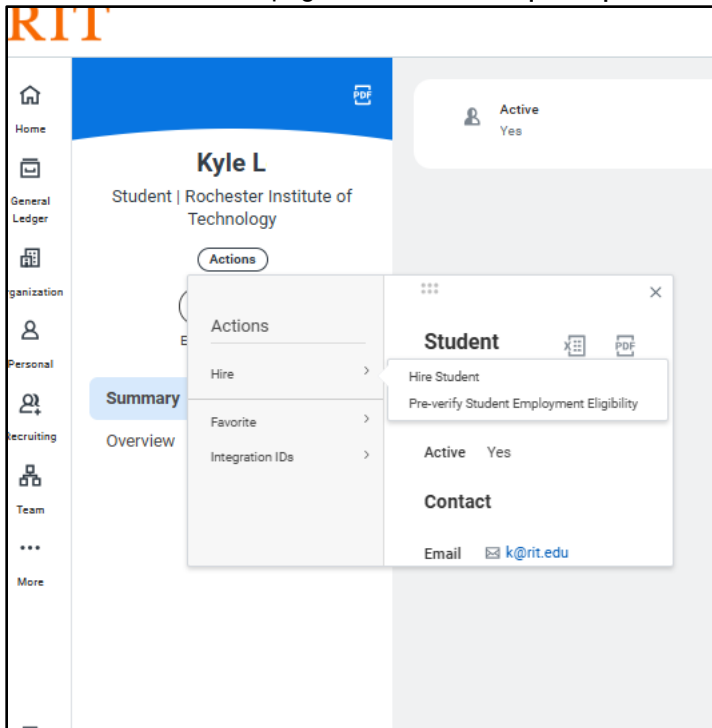 RIT
Home
General
Ledger
rganization
Personal
Recruiting
Team
More
PDF
Kyle L
Student | Rochester Institute of
Technology
Actions
E
Summary
Overview
Active
Yes
Actions
Hire
Favorite
Integration IDs
Student
X
PDF
Hire Student
Pre-verify Student Employment Eligibility
Active Yes
Contact
Email k@rit.edu